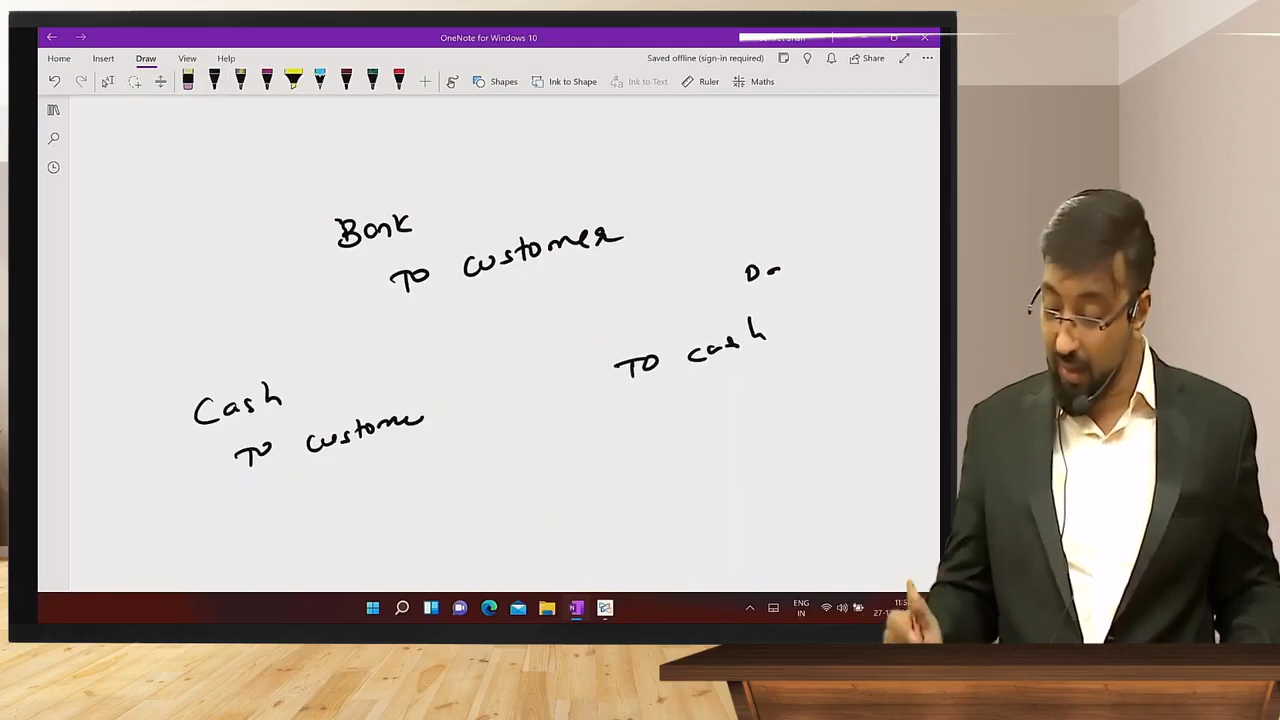 OneNote for Windows 10
Saved offline (sign-in required)
Share
Home Insert Draw View Help
Shapes
Ink to Shape
Ink to Text
Ruler
Maths
Bank
To customer
Da
To cash
Cash
To custome
ENG
IN